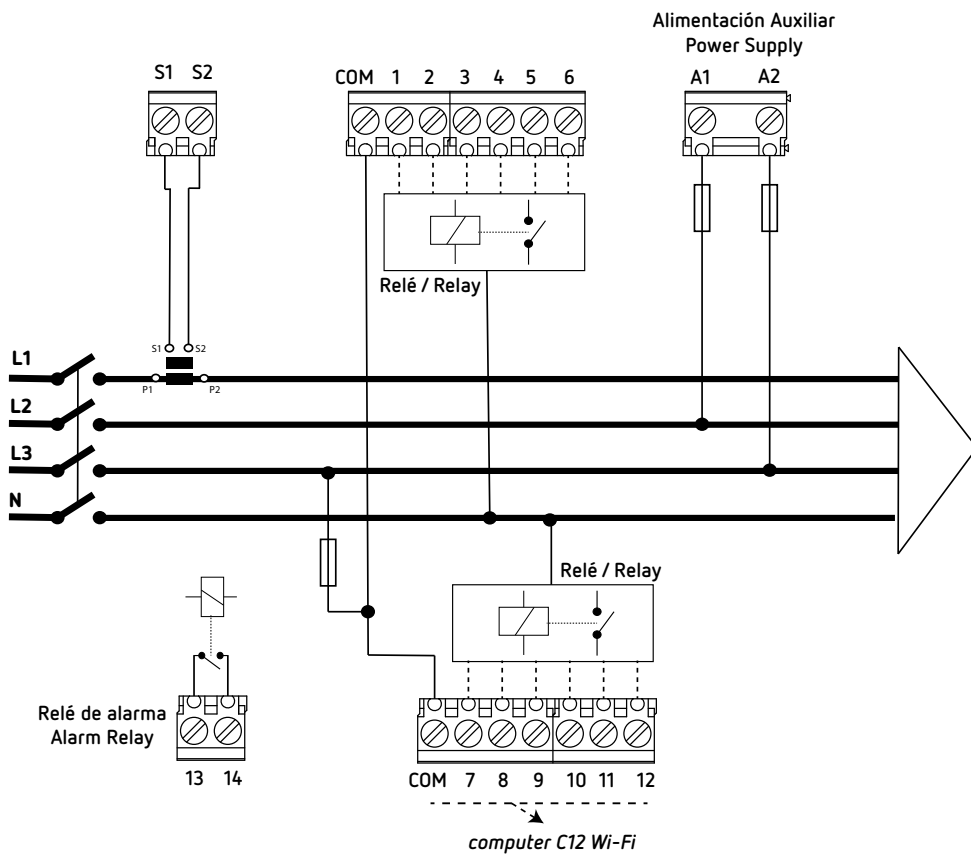 Alimentación Auxiliar
Power Supply
S1 S2
COM 1 2 3 4 5 6
A1 A2
Relé / Relay
S1 S2
P1 P2
L1
L2
L3
N
Relé / Relay
Relé de alarma
Alarm Relay
13 14
COM 7 8 9 10 11 12
computer C12 Wi-Fi